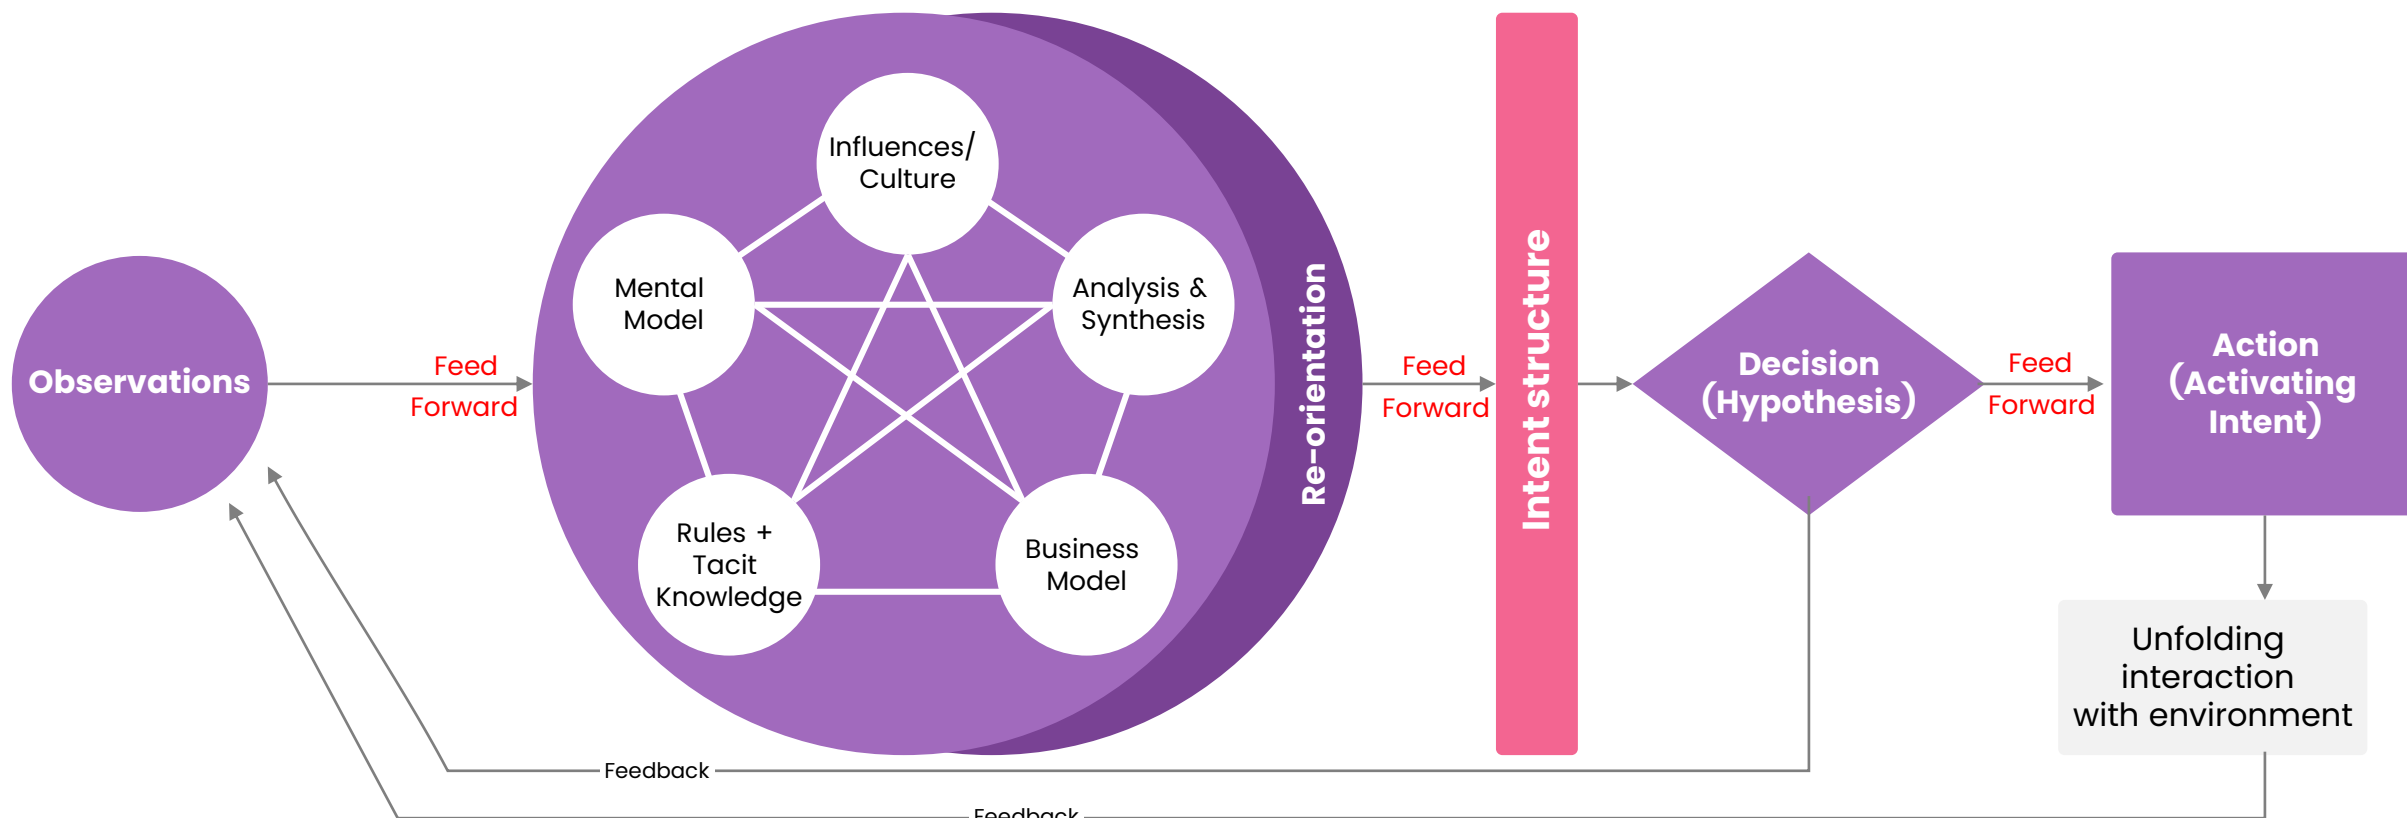 Observations
Feed
Forward
Influences/
Culture
Mental
Model
Analysis &
Synthesis
Rules +
Tacit
Knowledge
Business
Model
Re-orientation
Feed
Forward
Intent structure
Decision
(Hypothesis)
Feed
Forward
Action
(Activating
Intent)
Unfolding
interaction
with environment
Feedback
Feedback